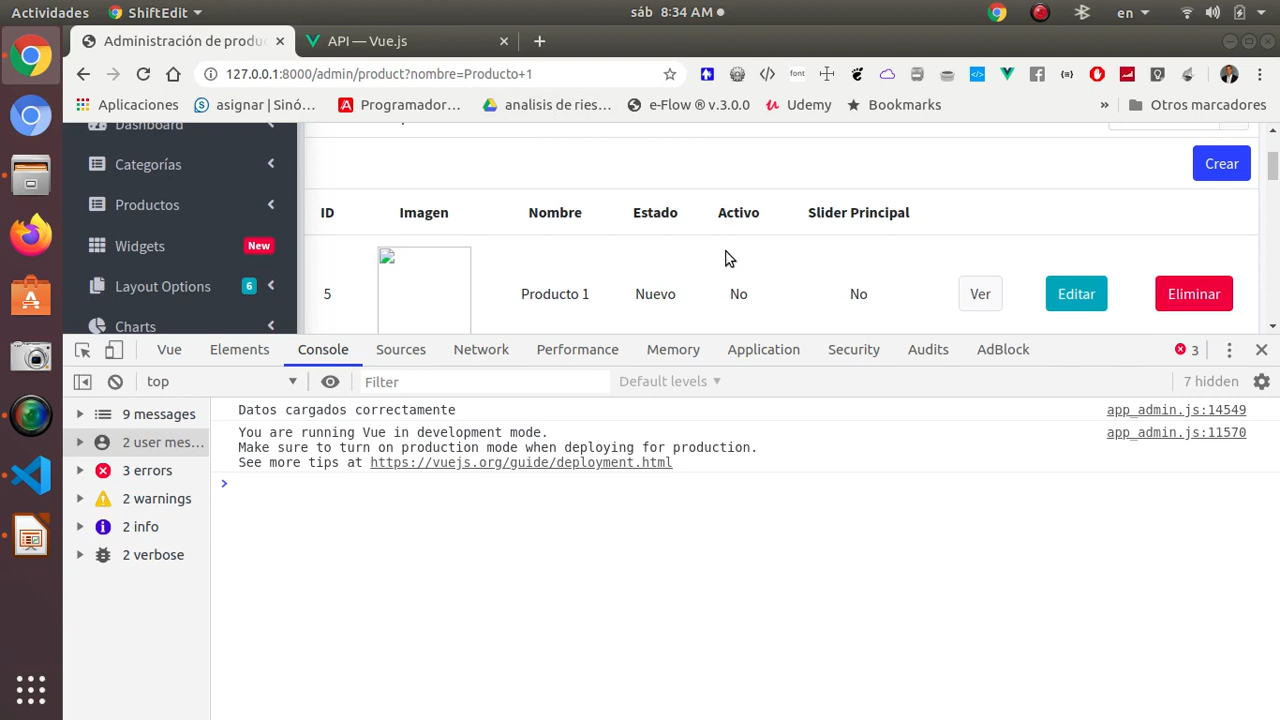 Actividades ShiftEdit sáb 8:34 AM en
Administración de produc API — Vue.js
127.0.0.1:8000/admin/product?nombre=Producto+1
Aplicaciones asignar | Sinó... Programador... analisis de ries... e-Flow ® v.3.0.0 Udemy Bookmarks » Otros marcadores
Dashboard
Categorías
Crear
Productos
ID Imagen Nombre Estado Activo Slider Principal
Widgets New
Layout Options 6
5 Producto 1 Nuevo No No Ver Editar Eliminar
Charts
Vue Elements Console Sources Network Performance Memory Application Security Audits AdBlock 3
top Filter Default levels 7 hidden
9 messages
2 user mes...
3 errors
2 warnings
2 info
2 verbose
Datos cargados correctamente app_admin.js:14549
You are running Vue in development mode. app_admin.js:11570
Make sure to turn on production mode when deploying for production.
See more tips at https://vuejs.org/guide/deployment.html